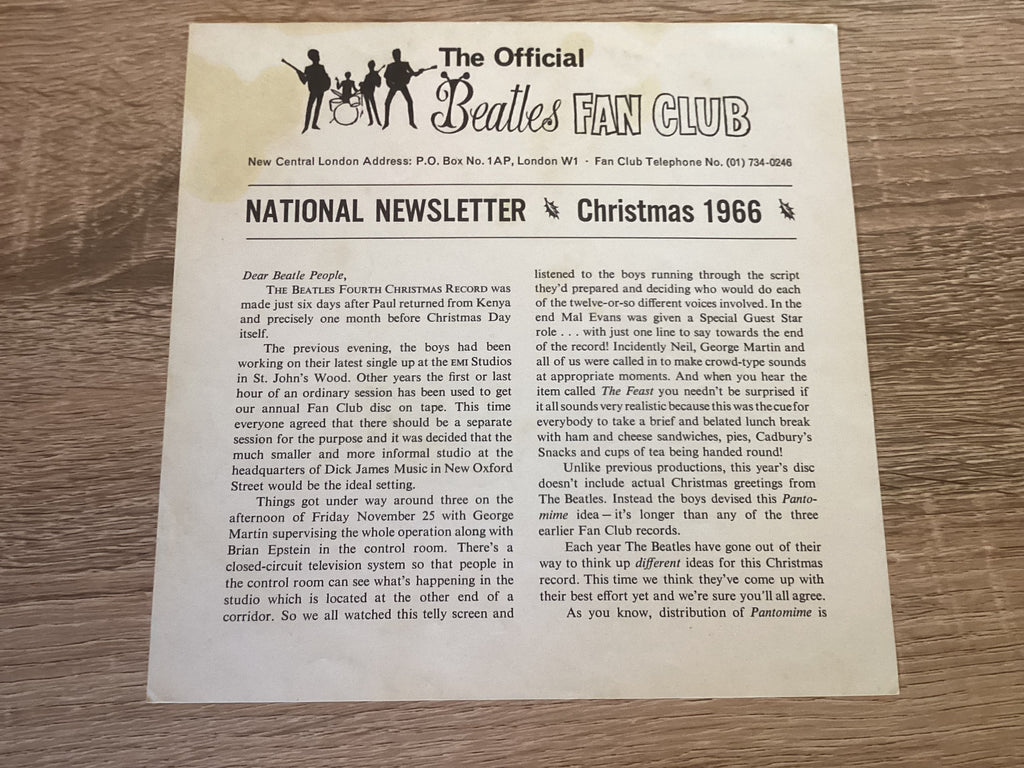 The Official
Beatles FAN CLUB
New Central London Address: P.O. Box No. 1AP, London W1 · Fan Club Telephone No. (01) 734-0246
NATIONAL NEWSLETTER Christmas 1966
Dear Beatle People,
THE BEATLES FOURTH CHRISTMAS RECORD was
made just six days after Paul returned from Kenya
and precisely one month before Christmas Day
itself.
The previous evening, the boys had been
working on their latest single up at the EMI Studios
in St. John's Wood. Other years the first or last
hour of an ordinary session has been used to get
our annual Fan Club disc on tape. This time
everyone agreed that there should be a separate
session for the purpose and it was decided that the
much smaller and more informal studio at the
headquarters of Dick James Music in New Oxford
Street would be the ideal setting.
Things got under way around three on the
afternoon of Friday November 25 with George
Martin supervising the whole operation along with
Brian Epstein in the control room. There's a
closed-circuit television system so that people in
the control room can see what's happening in the
studio which is located at the other end of a
corridor. So we all watched this telly screen and
listened to the boys running through the script
they'd prepared and deciding who would do each
of the twelve-or-so different voices involved. In the
end Mal Evans was given a Special Guest Star
role . . . with just one line to say towards the end
of the record! Incidently Neil, George Martin and
all of us were called in to make crowd-type sounds
at appropriate moments. And when you hear the
item called The Feast you needn't be surprised if
it all sounds very realistic because this was the cue for
everybody to take a brief and belated lunch break
with ham and cheese sandwiches, pies, Cadbury's
Snacks and cups of tea being handed round!
Unlike previous productions, this year's disc
doesn't include actual Christmas greetings from
The Beatles. Instead the boys devised this Panto-
mime idea — it's longer than any of the three
earlier Fan Club records.
Each year The Beatles have gone out of their
way to think up different ideas for this Christmas
record. This time we think they've come up with
their best effort yet and we're sure you'll all agree.
As you know, distribution of Pantomime is